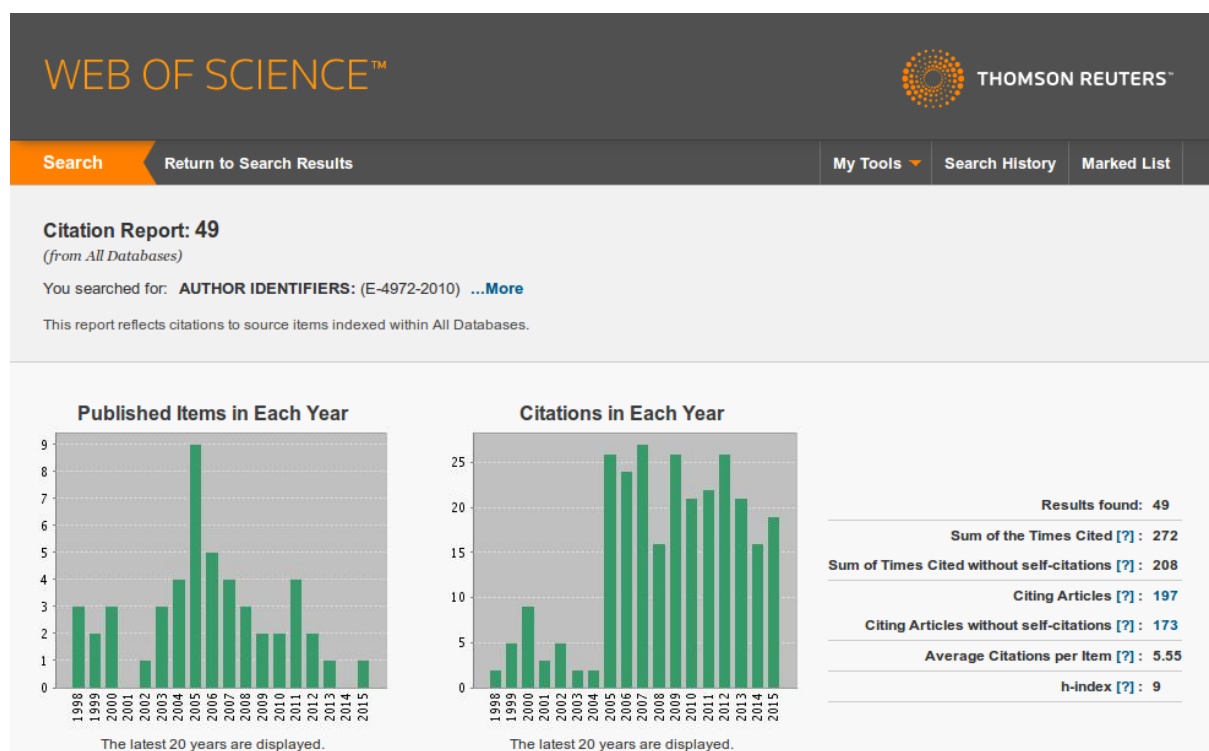 WEB OF SCIENCE™
THOMSON REUTERS™
Search
Return to Search Results
My Tools
Search History
Marked List
Citation Report: 49
(from All Databases)
You searched for: AUTHOR IDENTIFIERS: (E-4972-2010) ...More
This report reflects citations to source items indexed within All Databases.
Published Items in Each Year
9
8
7
6
5
4
3
2
1
0
1998 1999 2000 2001 2002 2003 2004 2005 2006 2007 2008 2009 2010 2011 2012 2013 2014 2015
The latest 20 years are displayed.
Citations in Each Year
25
20
15
10
5
0
1998 1999 2000 2001 2002 2003 2004 2005 2006 2007 2008 2009 2010 2011 2012 2013 2014 2015
The latest 20 years are displayed.
Results found: 49
Sum of the Times Cited [?] : 272
Sum of Times Cited without self-citations [?] : 208
Citing Articles [?] : 197
Citing Articles without self-citations [?] : 173
Average Citations per Item [?] : 5.55
h-index [?] : 9